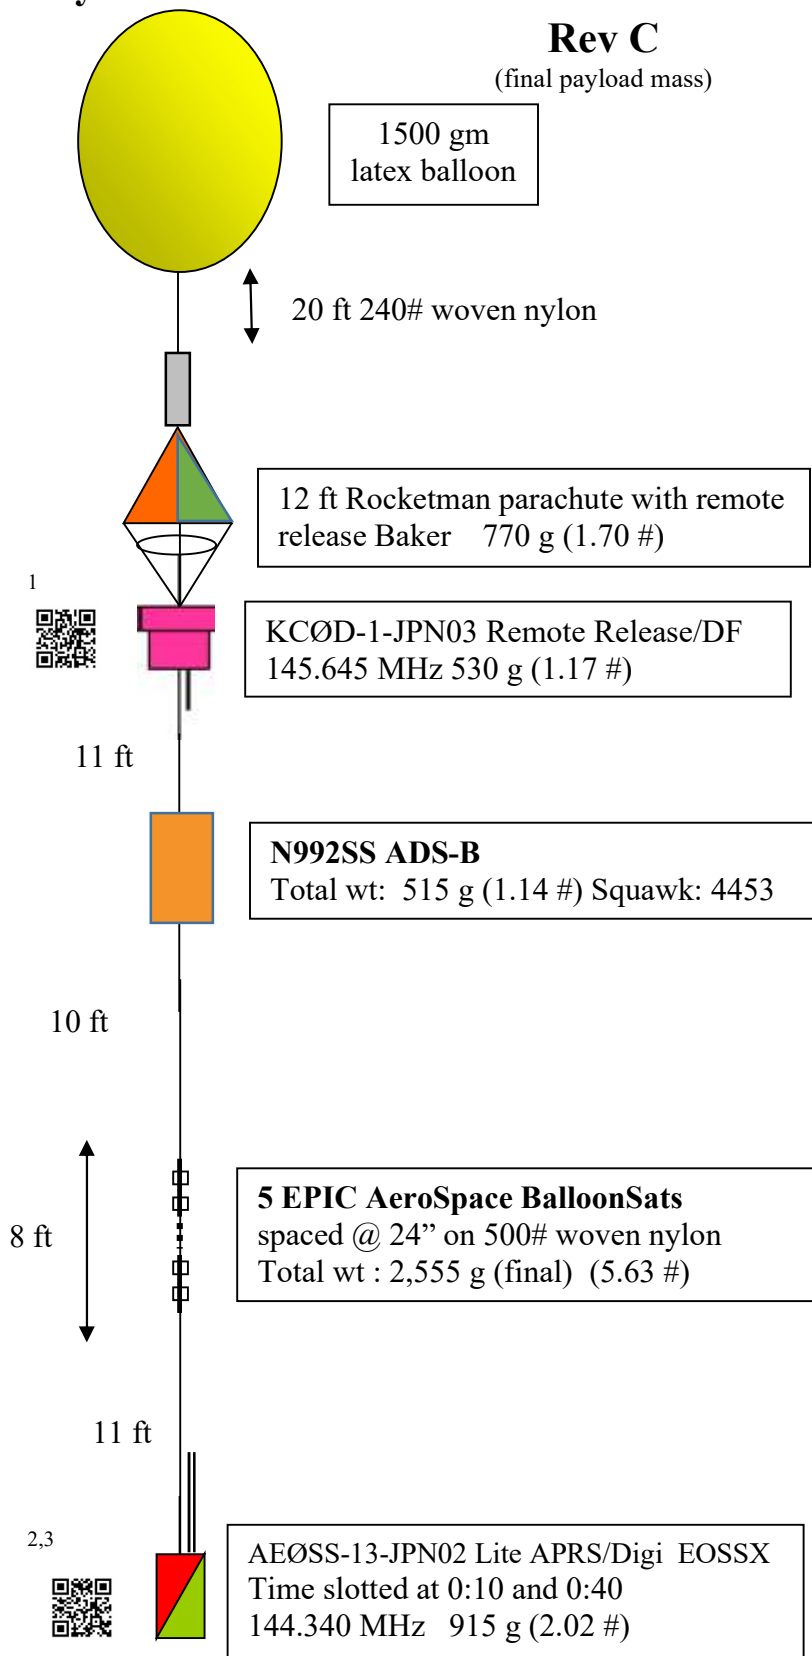 Rev C
(final payload mass)
1500 gm
latex balloon
20 ft 240# woven nylon
12 ft Rocketman parachute with remote
release Baker 770 g (1.70 #)
1
KCØD-1-JPN03 Remote Release/DF
145.645 MHz 530 g (1.17 #)
11 ft
N992SS ADS-B
Total wt: 515 g (1.14 #) Squawk: 4453
10 ft
8 ft
5 EPIC AeroSpace BalloonSats
spaced @ 24” on 500# woven nylon
Total wt : 2,555 g (final) (5.63 #)
11 ft
2,3
AEØSS-13-JPN02 Lite APRS/Digi EOSSX
Time slotted at 0:10 and 0:40
144.340 MHz 915 g (2.02 #)